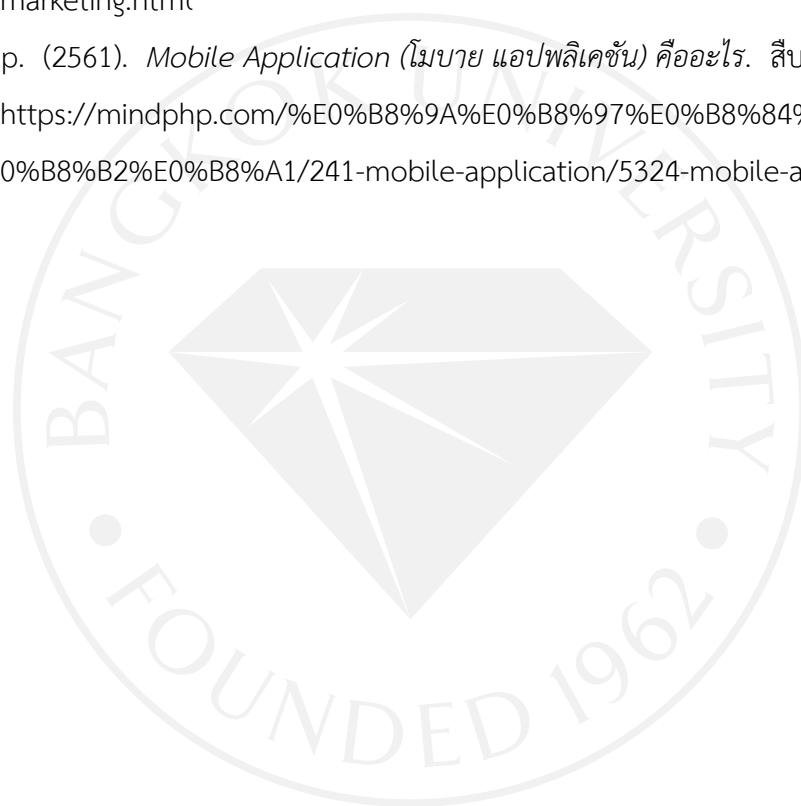 marketing.html
p. (2561). Mobile Application (โมบาย แอปพลิเคชัน) คืออะไร. สืบ
https://mindphp.com/%E0%B8%9A%E0%B8%97%E0%B8%84%
0%B8%B2%E0%B8%A1/241-mobile-application/5324-mobile-a
BANGKOK UNIVERSITY
• FOUNDED 1962 •